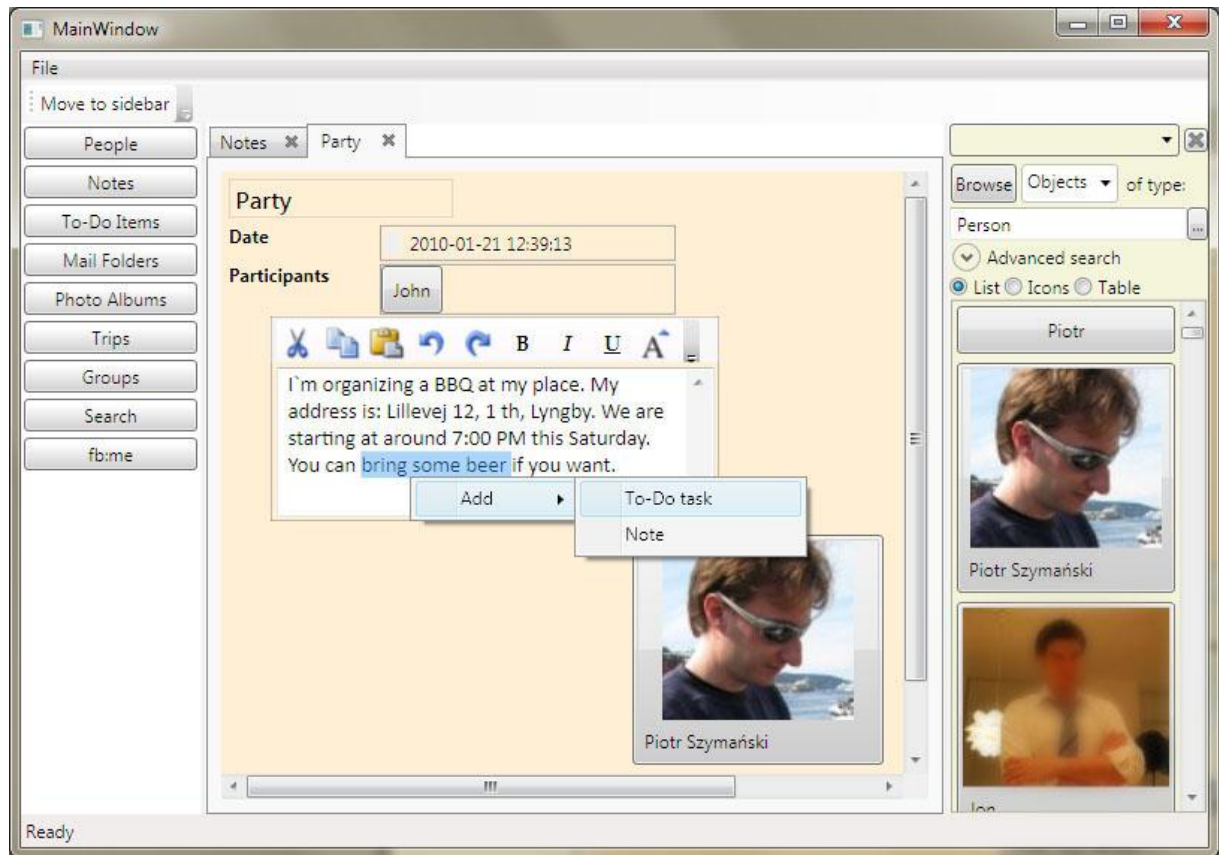 MainWindow
File
Move to sidebar
People
Notes
To-Do Items
Mail Folders
Photo Albums
Trips
Groups
Search
fb:me
Notes
Party
Party
Date
2010-01-21 12:39:13
Participants
John
B I U A
I`m organizing a BBQ at my place. My
address is: Lillevej 12, 1 th, Lyngby. We are
starting at around 7:00 PM this Saturday.
You can bring some beer if you want.
Add
To-Do task
Note
Piotr Szymański
Browse Objects of type:
Person ...
Advanced search
List Icons Table
Piotr
Piotr Szymański
Jon
Ready